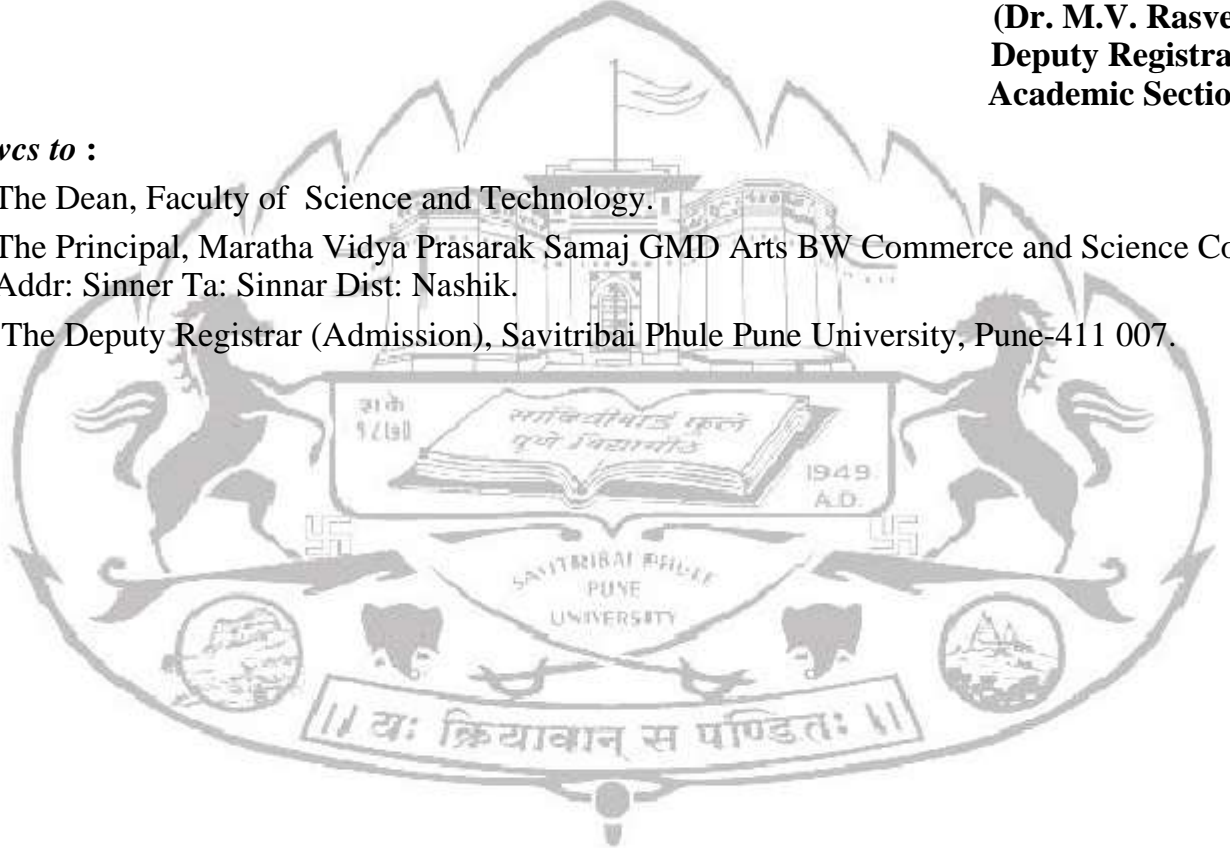 (Dr. M.V. Rasve
Deputy Registra
Academic Sectio
wcs to :
The Dean, Faculty of Science and Technology.
The Principal, Maratha Vidya Prasarak Samaj GMD Arts BW Commerce and Science Co
Addr: Sinner Ta: Sinnar Dist: Nashik.
The Deputy Registrar (Admission), Savitribai Phule Pune University, Pune-411 007.
शके
सावित्रीबाई फुले
पुणे विद्यापीठ
1949
A.D.
SAVITRIBAI PHULE
PUNE
UNIVERSITY
।। यः क्रियावान् स पण्डितः ।।